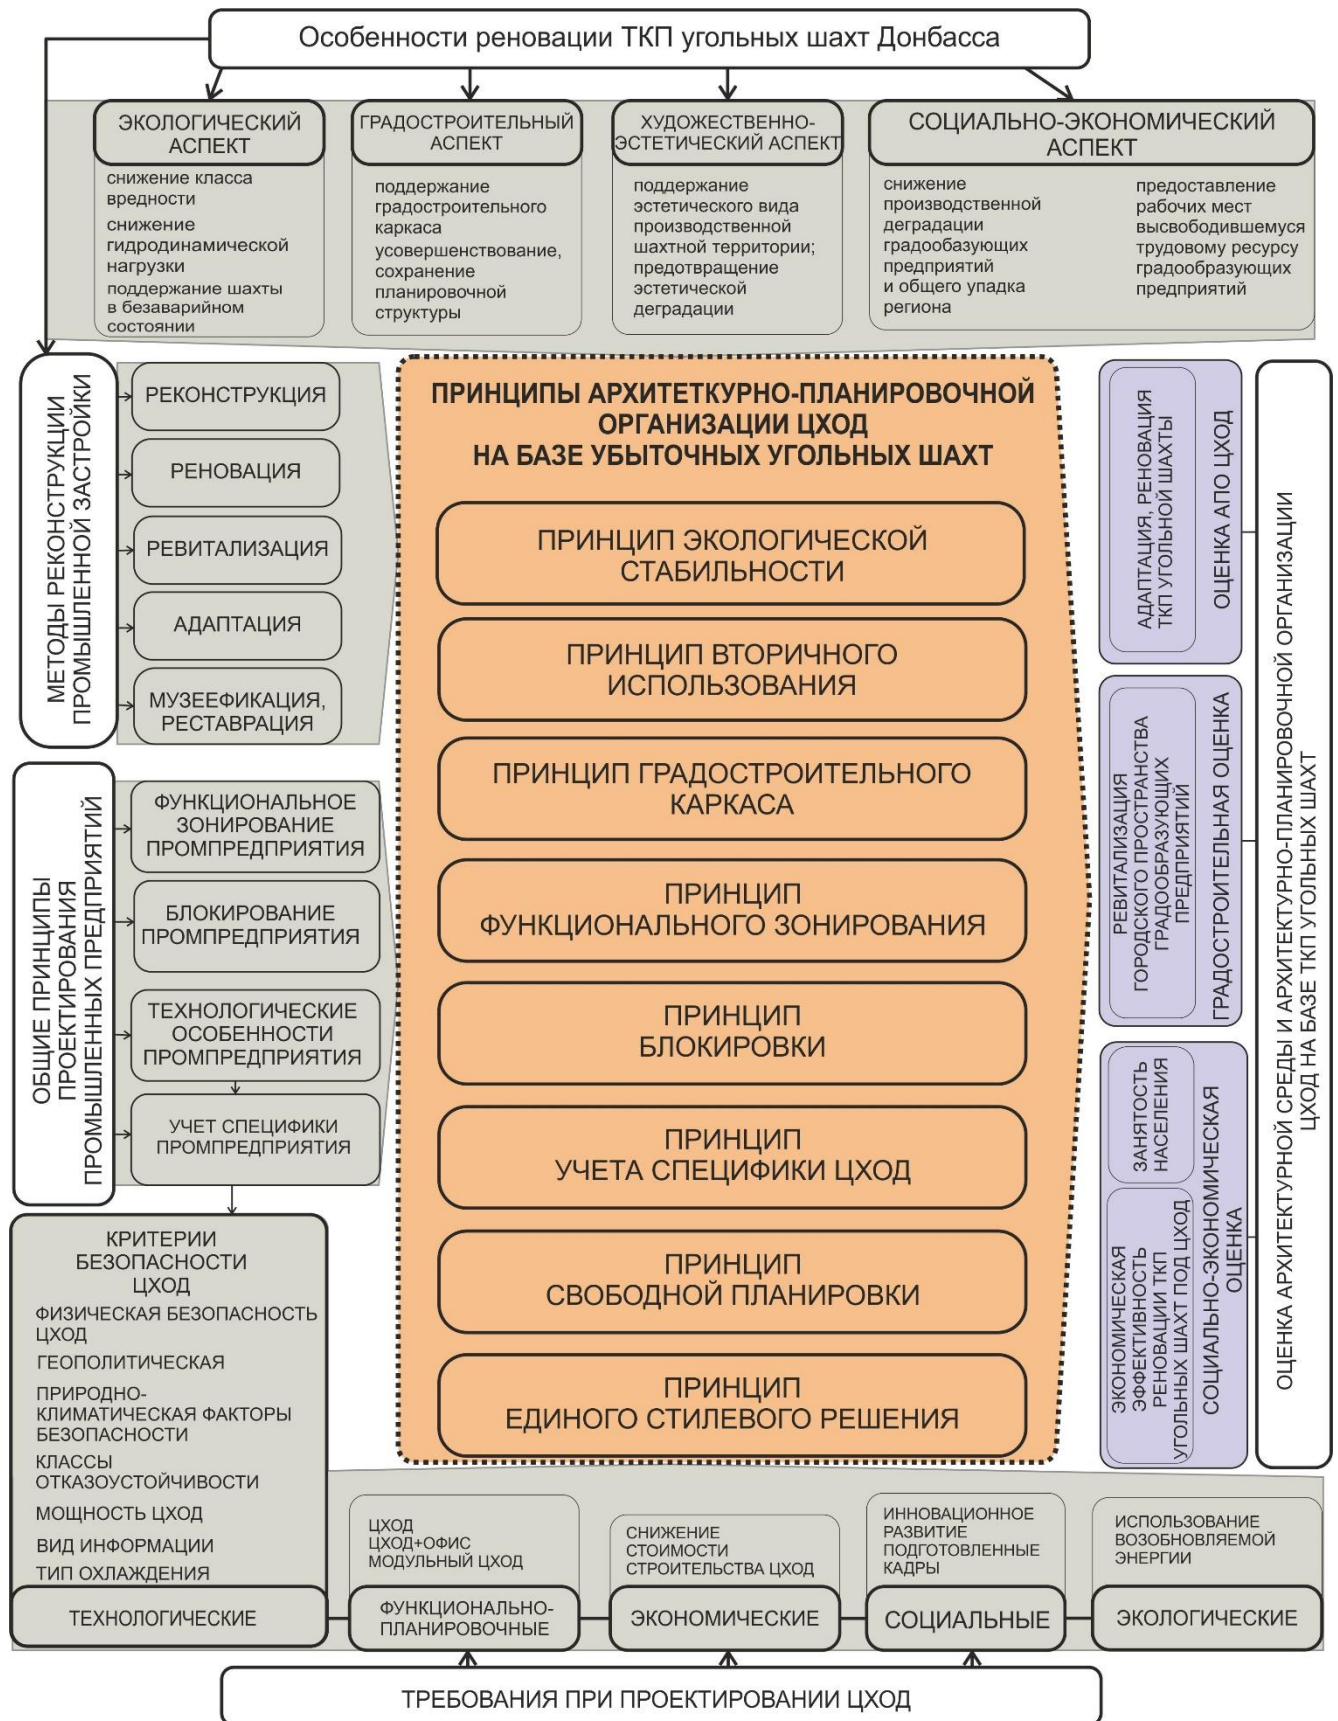 Особенности реновации ТКП угольных шахт Донбасса
ЭКОЛОГИЧЕСКИЙ
АСПЕКТ
снижение класса
вредности
снижение
гидродинамической
нагрузки
поддержание шахты
в безаварийном
состоянии
ГРАДОСТРОИТЕЛЬНЫЙ
АСПЕКТ
поддержание
градостроительного
каркаса
усовершенствование,
сохранение
планировочной
структуры
ХУДОЖЕСТВЕННО-
ЭСТЕТИЧЕСКИЙ АСПЕКТ
поддержание
эстетического вида
производственной
шахтной территории;
предотвращение
эстетической
деградации
СОЦИАЛЬНО-ЭКОНОМИЧЕСКИЙ
АСПЕКТ
снижение
производственной
деградации
градообазующих
предприятий
и общего упадка
региона
предоставление
рабочих мест
высвободившемуся
трудовому ресурсу
градообразующих
предприятий
МЕТОДЫ РЕКОНСТРУКЦИИ
ПРОМЫШЛЕННОЙ ЗАСТРОЙКИ
РЕКОНСТРУКЦИЯ
РЕНОВАЦИЯ
РЕВИТАЛИЗАЦИЯ
АДАПТАЦИЯ
МУЗЕЕФИКАЦИЯ,
РЕСТАВРАЦИЯ
ОБЩИЕ ПРИНЦИПЫ
ПРОЕКТИРОВАНИЯ
ПРОМЫШЛЕННЫХ ПРЕДПРИЯТИЙ
ФУНКЦИОНАЛЬНОЕ
ЗОНИРОВАНИЕ
ПРОМПРЕДПРИЯТИЯ
БЛОКИРОВАНИЕ
ПРОМПРЕДПРИЯТИЯ
ТЕХНОЛОГИЧЕСКИЕ
ОСОБЕННОСТИ
ПРОМПРЕДПРИЯТИЯ
УЧЕТ СПЕЦИФИКИ
ПРОМПРЕДПРИЯТИЯ
ПРИНЦИПЫ АРХИТЕТКУРНО-ПЛАНИРОВОЧНОЙ
ОРГАНИЗАЦИИ ЦХОД
НА БАЗЕ УБЫТОЧНЫХ УГОЛЬНЫХ ШАХТ
ПРИНЦИП ЭКОЛОГИЧЕСКОЙ
СТАБИЛЬНОСТИ
ПРИНЦИП ВТОРИЧНОГО
ИСПОЛЬЗОВАНИЯ
ПРИНЦИП ГРАДОСТРОИТЕЛЬНОГО
КАРКАСА
ПРИНЦИП
ФУНКЦИОНАЛЬНОГО ЗОНИРОВАНИЯ
ПРИНЦИП
БЛОКИРОВКИ
ПРИНЦИП
УЧЕТА СПЕЦИФИКИ ЦХОД
ПРИНЦИП
СВОБОДНОЙ ПЛАНИРОВКИ
ПРИНЦИП
ЕДИНОГО СТИЛЕВОГО РЕШЕНИЯ
АДАПТАЦИЯ, РЕНОВАЦИЯ
ТКП УГОЛЬНОЙ ШАХТЫ
ОЦЕНКА АПО ЦХОД
РЕВИТАЛИЗАЦИЯ
ГОРОДСКОГО ПРОСТРАНСТВА
ГРАДООБРАЗУЮЩИХ
ПРЕДПРИЯТИЙ
ГРАДОСТРОИТЕЛЬНАЯ ОЦЕНКА
ЗАНЯТОСТЬ
НАСЕЛЕНИЯ
ЭКОНОМИЧЕСКАЯ
ЭФФЕКТИВНОСТЬ
РЕНОВАЦИИ ТКП
УГОЛЬНЫХ ШАХТ ПОД ЦХОД
СОЦИАЛЬНО-ЭКОНОМИЧЕСКАЯ
ОЦЕНКА
ОЦЕНКА АРХИТЕКТУРНОЙ СРЕДЫ И АРХИТЕКТУРНО-ПЛАНИРОВОЧНОЙ ОРГАНИЗАЦИИ
ЦХОД НА БАЗЕ ТКП УГОЛЬНЫХ ШАХТ
КРИТЕРИИ
БЕЗОПАСНОСТИ
ЦХОД
ФИЗИЧЕСКАЯ БЕЗОПАСНОСТЬ
ЦХОД
ГЕОПОЛИТИЧЕСКАЯ
ПРИРОДНО-
КЛИМАТИЧЕСКАЯ ФАКТОРЫ
БЕЗОПАСНОСТИ
КЛАССЫ
ОТКАЗОУСТОЙЧИВОСТИ
МОЩНОСТЬ ЦХОД
ВИД ИНФОРМАЦИИ
ТИП ОХЛАЖДЕНИЯ
ТЕХНОЛОГИЧЕСКИЕ
ЦХОД
ЦХОД+ОФИС
МОДУЛЬНЫЙ ЦХОД
ФУНКЦИОНАЛЬНО-
ПЛАНИРОВОЧНЫЕ
СНИЖЕНИЕ
СТОИМОСТИ
СТРОИТЕЛЬСТВА ЦХОД
ЭКОНОМИЧЕСКИЕ
ИННОВАЦИОННОЕ
РАЗВИТИЕ
ПОДГОТОВЛЕННЫЕ
КАДРЫ
СОЦИАЛЬНЫЕ
ИСПОЛЬЗОВАНИЕ
ВОЗОБНОВЛЯЕМОЙ
ЭНЕРГИИ
ЭКОЛОГИЧЕСКИЕ
ТРЕБОВАНИЯ ПРИ ПРОЕКТИРОВАНИИ ЦХОД